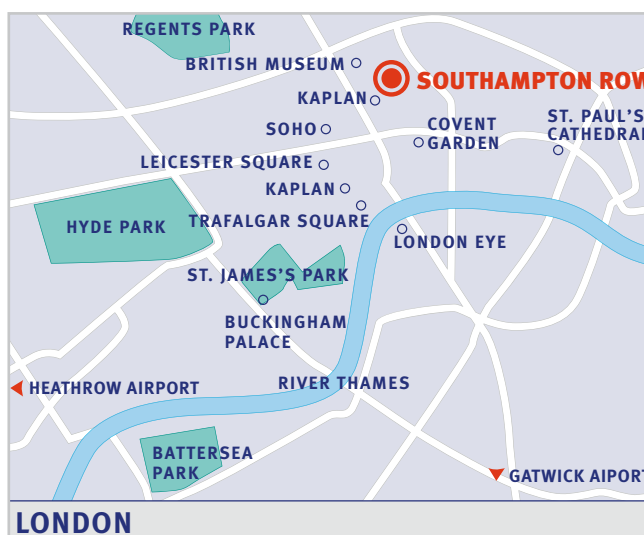 REGENTS PARK
BRITISH MUSEUM
SOUTHAMPTON ROW
KAPLAN
SOHO
COVENT
GARDEN
ST. PAUL'S
CATHEDRAL
LEICESTER SQUARE
KAPLAN
TRAFALGAR SQUARE
HYDE PARK
LONDON EYE
ST. JAMES'S PARK
BUCKINGHAM
PALACE
RIVER THAMES
HEATHROW AIRPORT
BATTERSEA
PARK
GATWICK AIPORT
LONDON